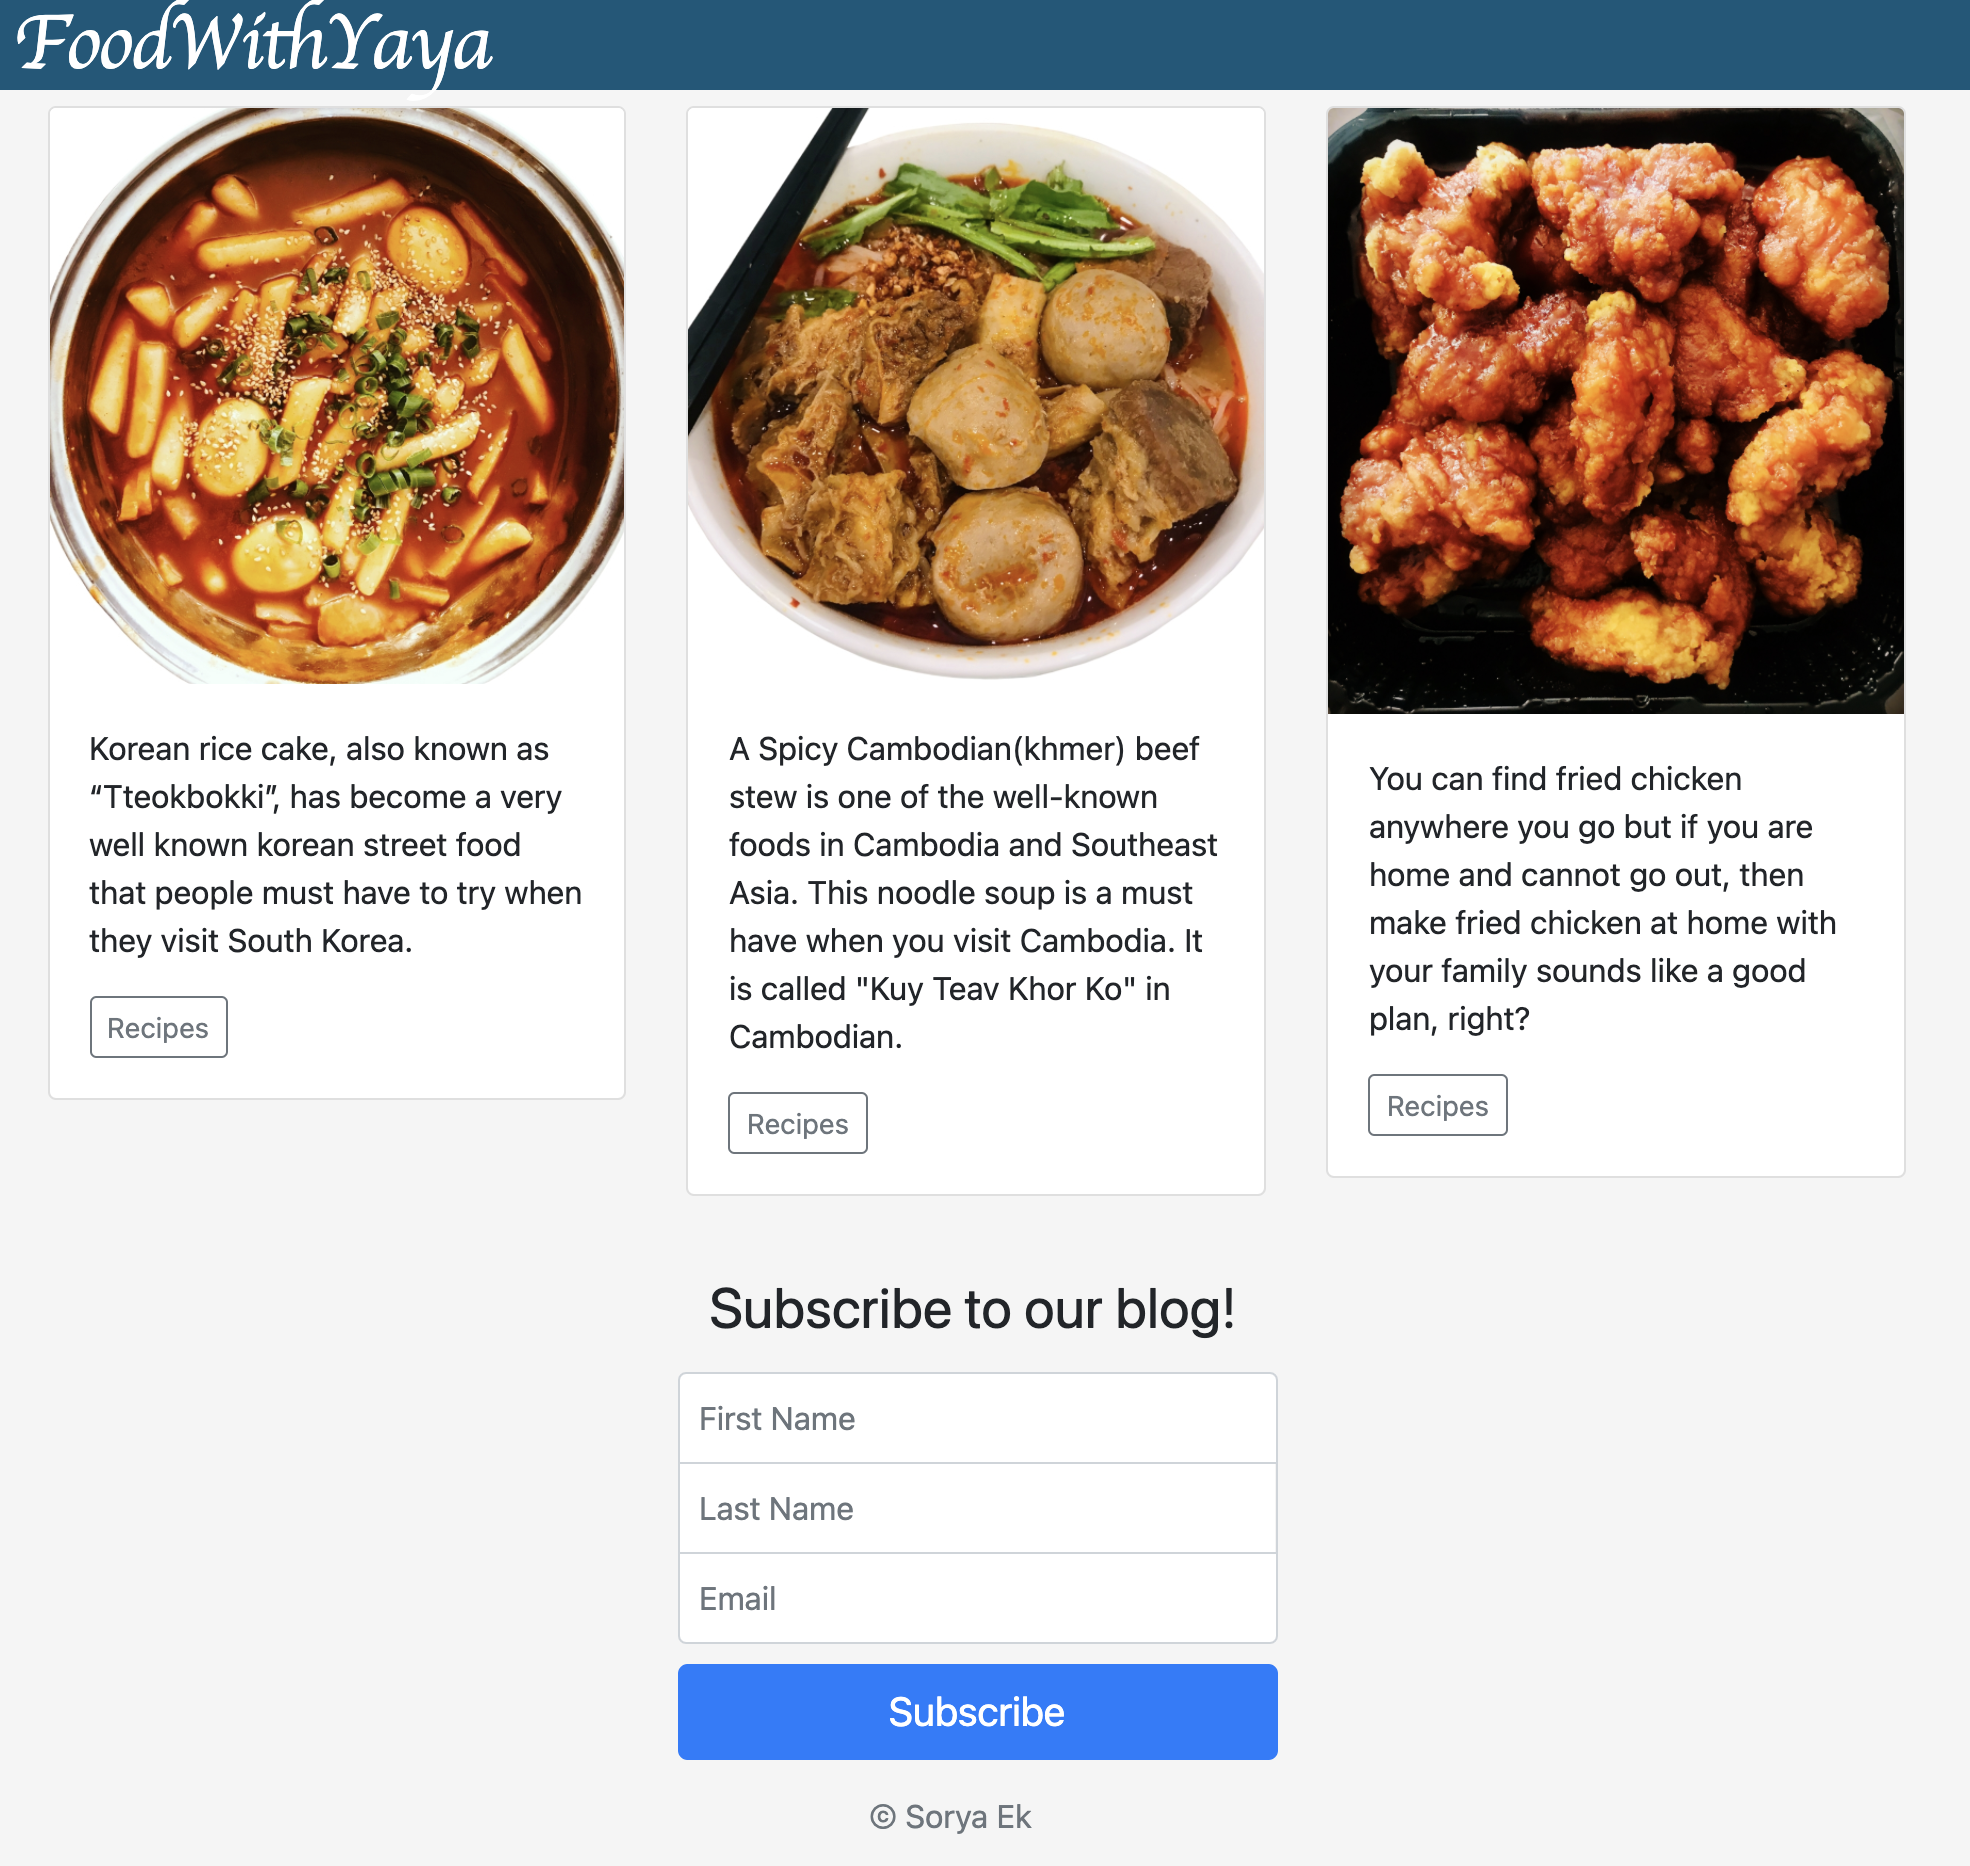 FoodWithYaya
Korean rice cake, also known as
“Tteokbokki”, has become a very
well known korean street food
that people must have to try when
they visit South Korea.
Recipes
A Spicy Cambodian(khmer) beef
stew is one of the well-known
foods in Cambodia and Southeast
Asia. This noodle soup is a must
have when you visit Cambodia. It
is called "Kuy Teav Khor Ko" in
Cambodian.
Recipes
You can find fried chicken
anywhere you go but if you are
home and cannot go out, then
make fried chicken at home with
your family sounds like a good
plan, right?
Recipes
Subscribe to our blog!
First Name
Last Name
Email
Subscribe
© Sorya Ek